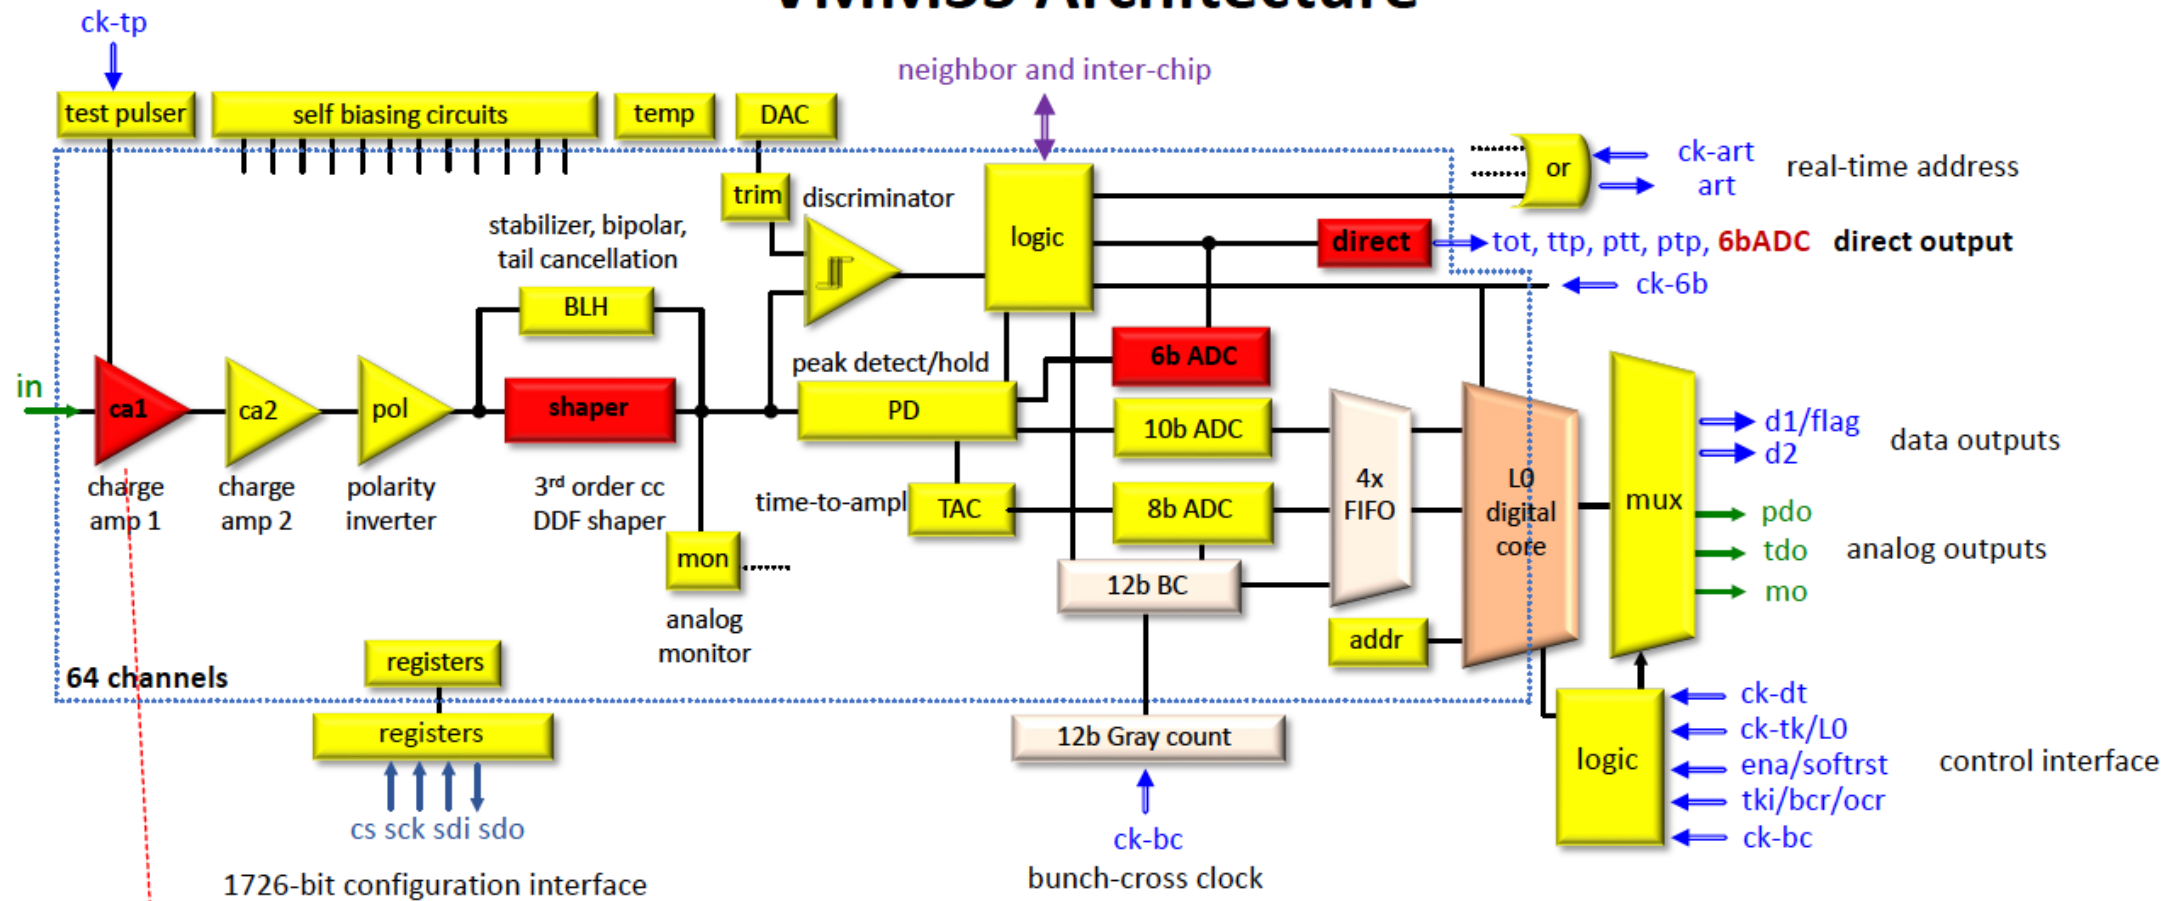 VMM3S Architecture
ck-tp
neighbor and inter-chip
test pulser
self biasing circuits
temp
DAC
or
ck-art
art
real-time address
trim
discriminator
logic
stabilizer, bipolar,
tail cancellation
direct
tot, ttp, ptt, ptp, 6bADC direct output
ck-6b
BLH
peak detect/hold
6b ADC
in
ca1
ca2
pol
shaper
PD
10b ADC
d1/flag
d2
data outputs
charge
amp 1
charge
amp 2
polarity
inverter
3rd order cc
DDF shaper
time-to-ampl
TAC
8b ADC
4x
FIFO
L0
digital
core
mux
pdo
tdo
mo
analog outputs
mon
12b BC
analog
monitor
addr
registers
64 channels
registers
12b Gray count
logic
ck-dt
ck-tk/L0
ena/softrst
tki/bcr/ocr
ck-bc
control interface
cs sck sdi sdo
ck-bc
1726-bit configuration interface
bunch-cross clock